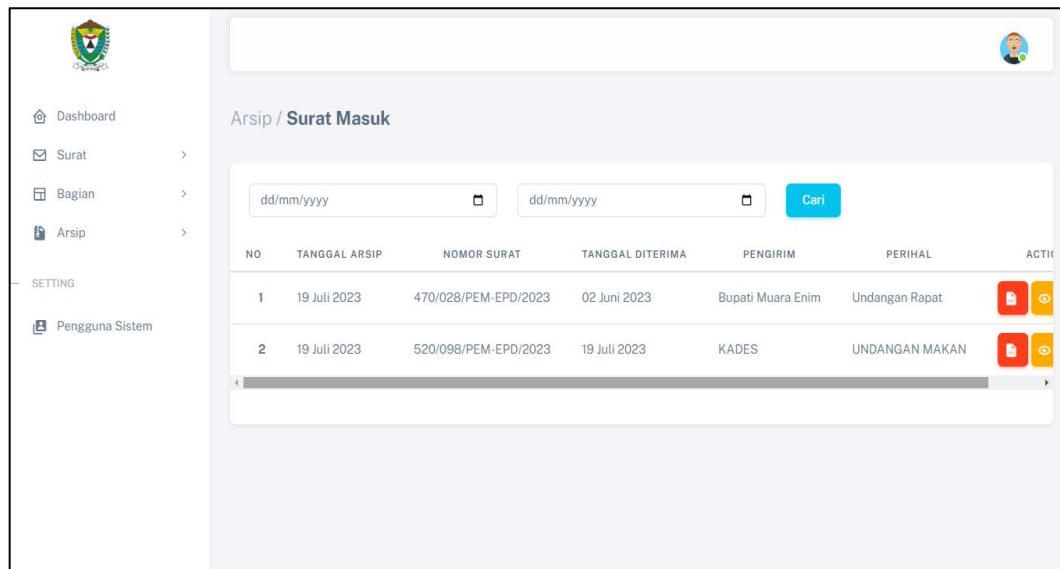 Dashboard
Surat
Bagian
Arsip
SETTING
Pengguna Sistem
Arsip / Surat Masuk
dd/mm/yyyy dd/mm/yyyy Cari
NO TANGGAL ARSIP NOMOR SURAT TANGGAL DITERIMA PENGIRIM PERIHAL
1 19 Juli 2023 470/028/PEM-EPD/2023 02 Juni 2023 Bupati Muara Enim Undangan Rapat
2 19 Juli 2023 520/098/PEM-EPD/2023 19 Juli 2023 KADES UNDANGAN MAKAN